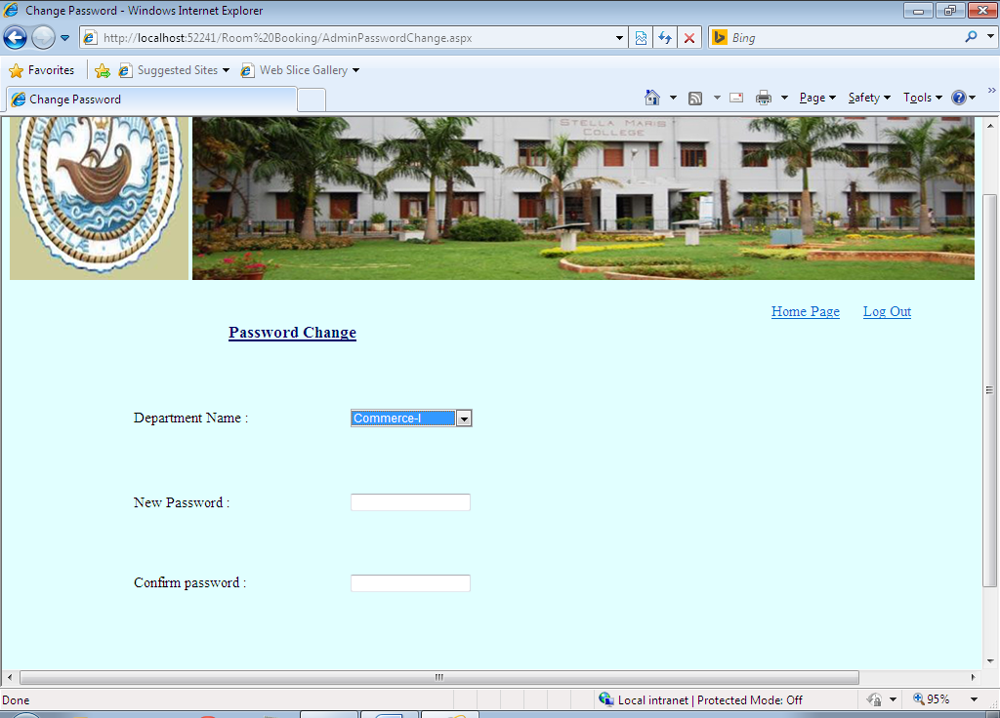 Change Password - Windows Internet Explorer
http://localhost:52241/Room%20Booking/AdminPasswordChange.aspx
Bing
Favorites
Suggested Sites
Web Slice Gallery
Change Password
Page
Safety
Tools
STELLA MARIS
COLLEGE
STELLA MARIS
Home Page
Log Out
Password Change
Department Name :
Commerce-I
New Password :
Confirm password :
Done
Local intranet | Protected Mode: Off
95%